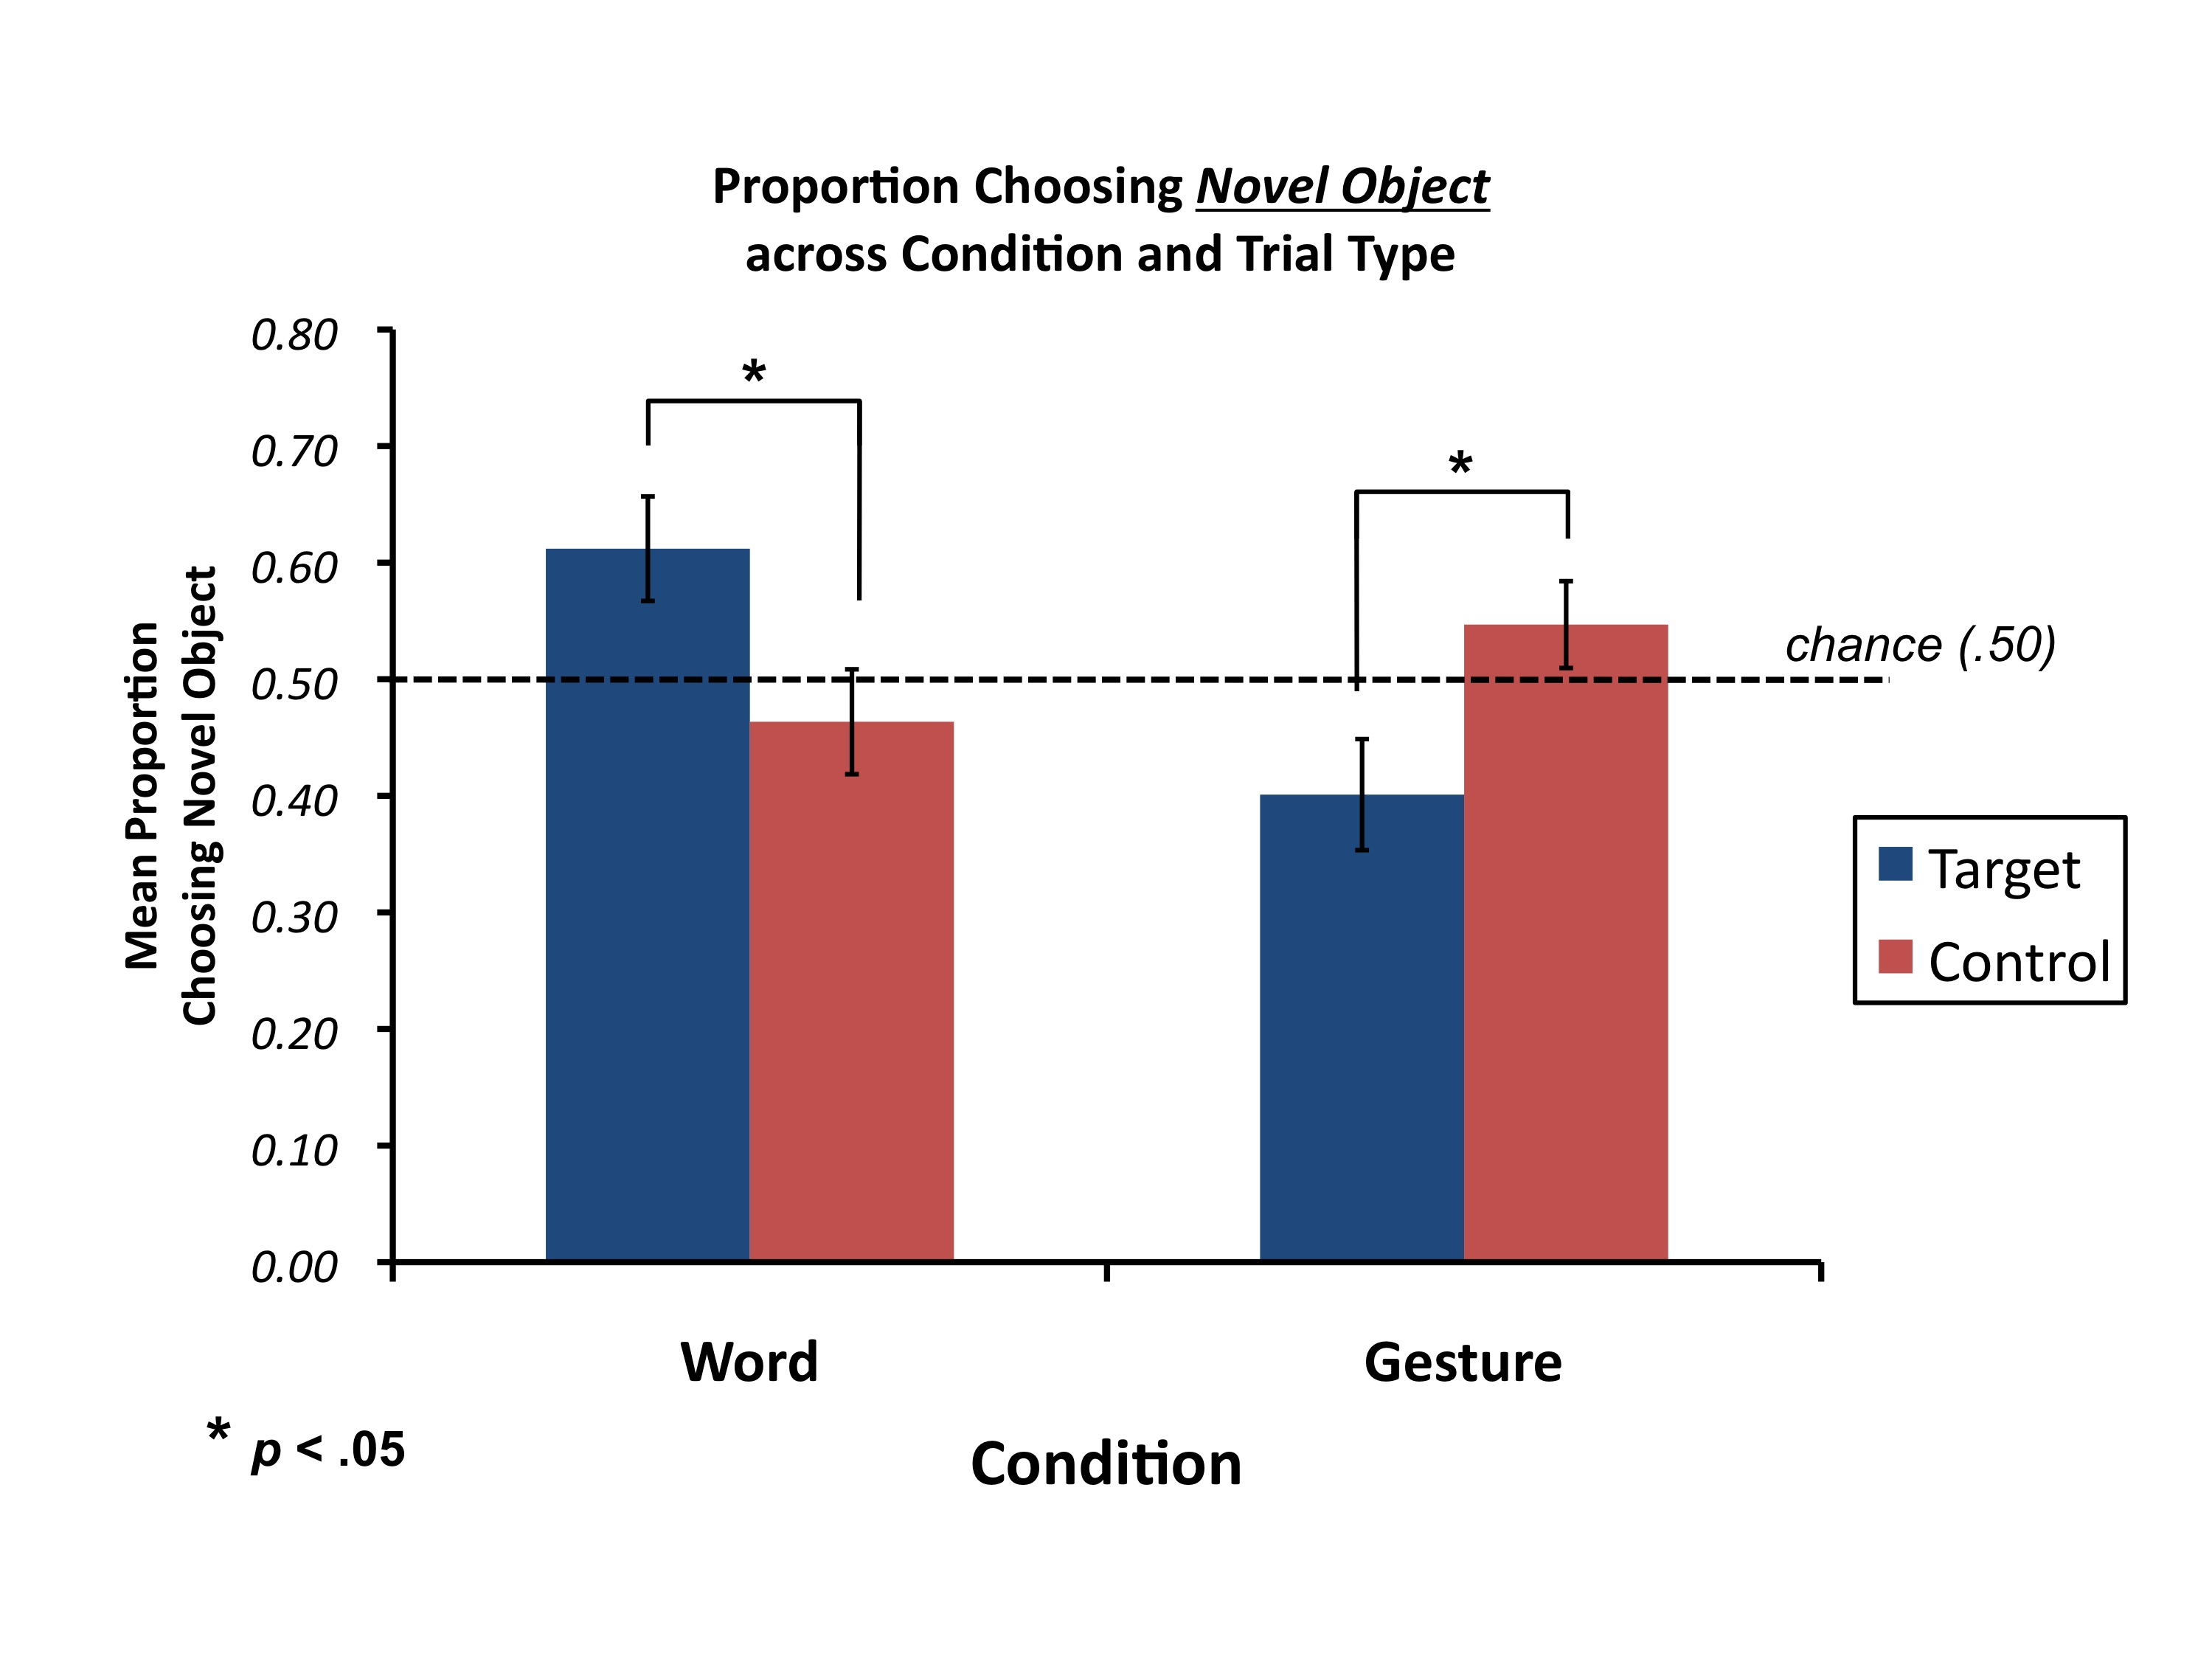 Proportion Choosing Novel Object
across Condition and Trial Type
0.80
0.70
0.60
0.50
0.40
0.30
0.20
0.10
0.00
Mean Proportion
Choosing Novel Object
*
*
chance (.50)
Target
Control
Word
Gesture
Condition
* p < .05